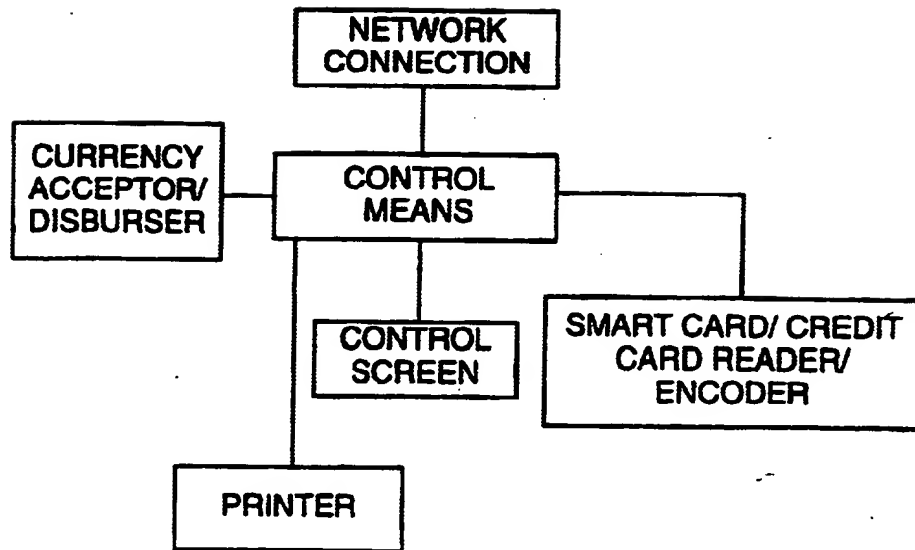 NETWORK
CONNECTION
CURRENCY
ACCEPTOR/
DISBURSER
CONTROL
MEANS
CONTROL
SCREEN
SMART CARD/ CREDIT
CARD READER/
ENCODER
PRINTER